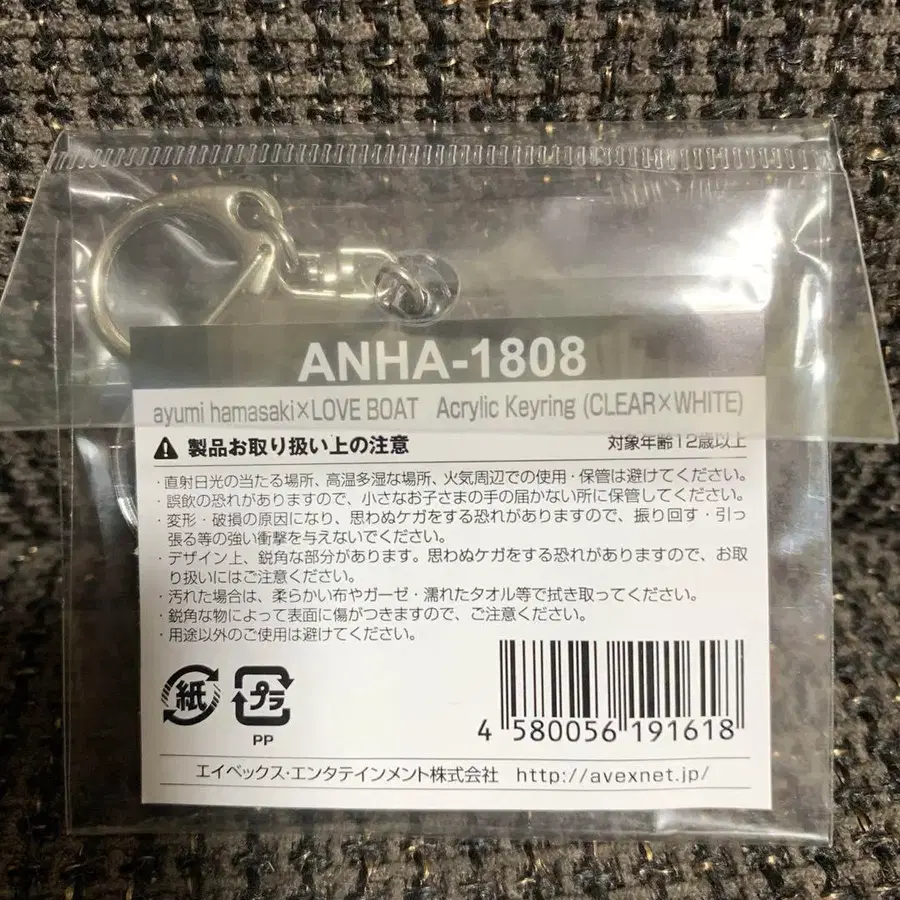 ANHA-1808
ayumi hamasaki×LOVE BOAT Acrylic Keyring (CLEAR×WHITE)
製品お取り扱い上の注意 対象年齢12歳以上
・直射日光の当たる場所、高温多湿な場所、火気周辺での使用・保管は避けてください。
・誤飲の恐れがありますので、小さなお子さまの手の届かない所に保管してください。
・変形・破損の原因になり、思わぬケガをする恐れがありますので、振り回す・引っ
張る等の強い衝撃を与えないでください。
・デザイン上、鋭角な部分があります。思わぬケガをする恐れがありますので、お取
り扱いにはご注意ください。
・汚れた場合は、柔らかい布やガーゼ・濡れたタオル等で拭き取ってください。
・鋭角な物によって表面に傷がつきますので、ご注意ください。
・用途以外のご使用は避けてください。
紙 プラ
PP
4 580056 191618
エイベックス・エンタテインメント株式会社 http://avexnet.jp/